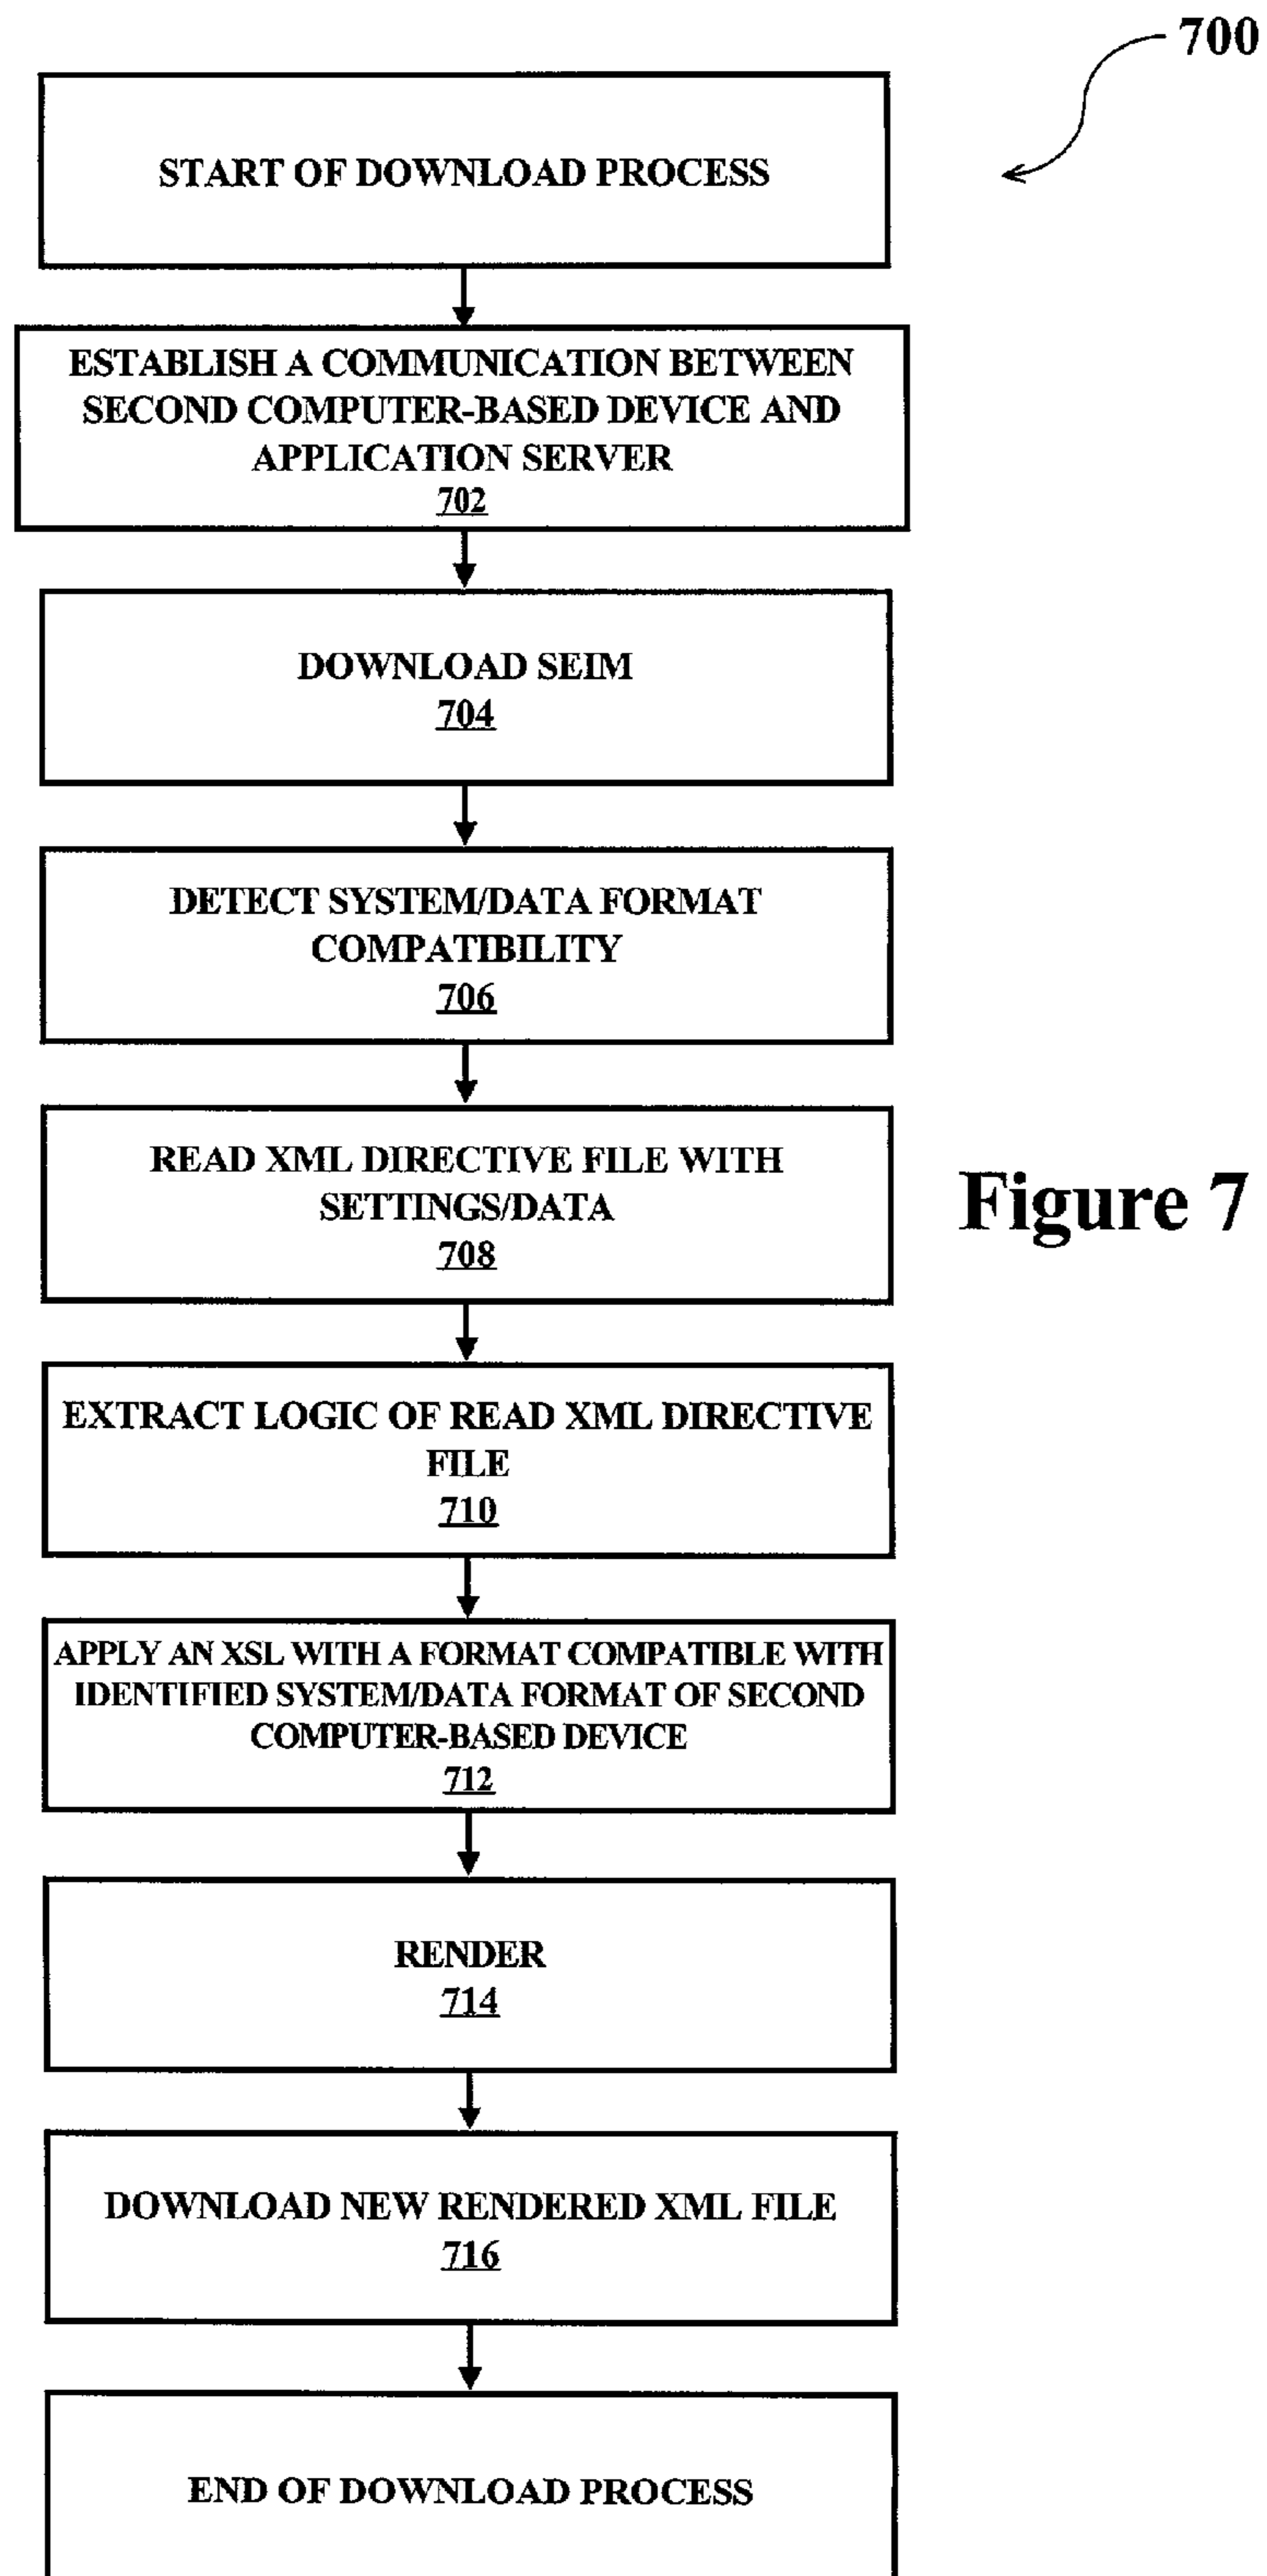 700
START OF DOWNLOAD PROCESS
ESTABLISH A COMMUNICATION BETWEEN
SECOND COMPUTER-BASED DEVICE AND
APPLICATION SERVER
702
DOWNLOAD SEIM
704
DETECT SYSTEM/DATA FORMAT
COMPATIBILITY
706
READ XML DIRECTIVE FILE WITH
SETTINGS/DATA
708
Figure 7
EXTRACT LOGIC OF READ XML DIRECTIVE
FILE
710
APPLY AN XSL WITH A FORMAT COMPATIBLE WITH
IDENTIFIED SYSTEM/DATA FORMAT OF SECOND
COMPUTER-BASED DEVICE
712
RENDER
714
DOWNLOAD NEW RENDERED XML FILE
716
END OF DOWNLOAD PROCESS